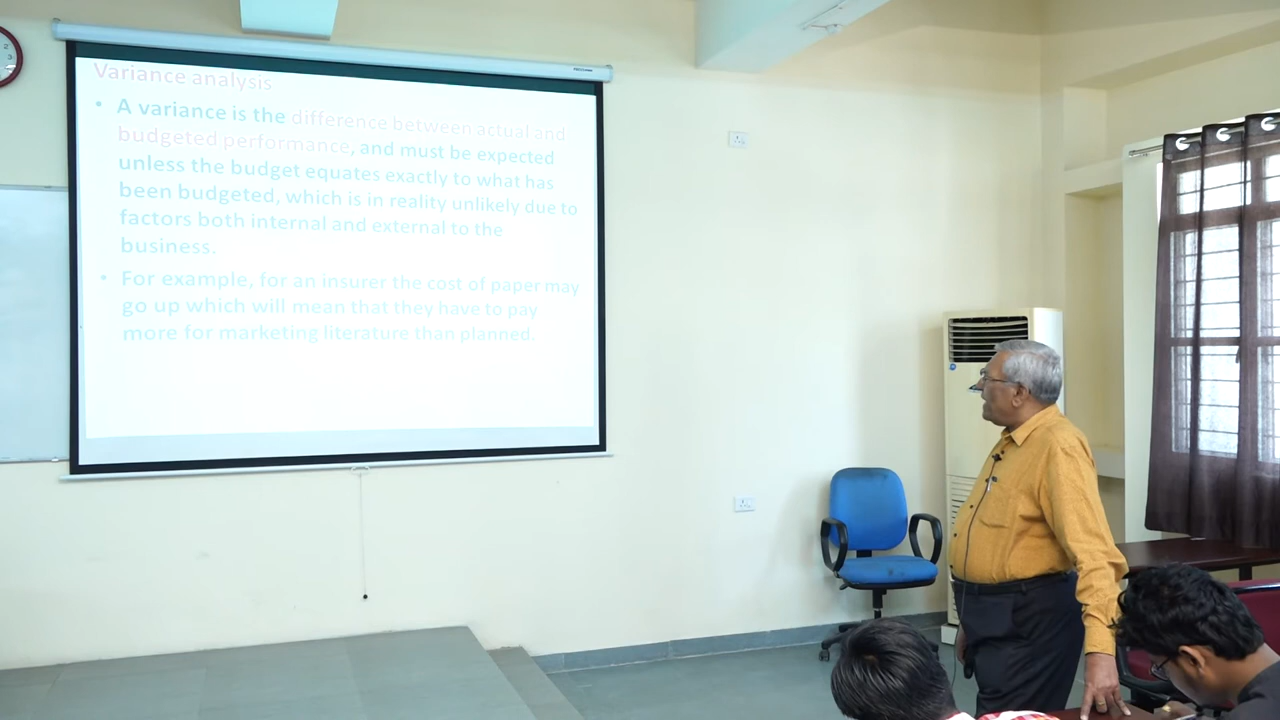 Variance analysis
• A variance is the difference between actual and
budgeted performance, and must be expected
unless the budget equates exactly to what has
been budgeted, which is in reality unlikely due to
factors both internal and external to the
business.
• For example, for an insurer the cost of paper may
go up which will mean that they have to pay
more for marketing literature than planned.